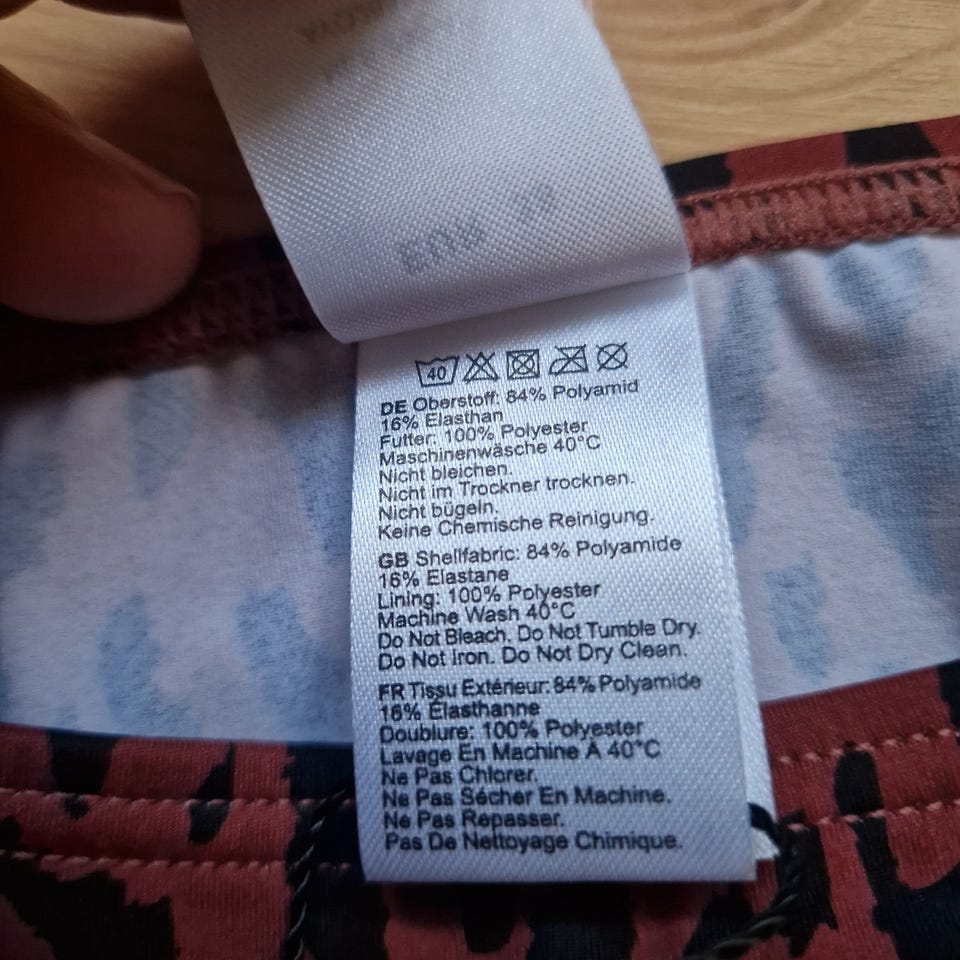 40
DE Oberstoff: 84% Polyamid
16% Elasthan
Futter: 100% Polyester
Maschinenwäsche 40°C
Nicht bleichen.
Nicht im Trockner trocknen.
Nicht bügeln.
Keine Chemische Reinigung.
GB Shellfabric: 84% Polyamide
16% Elastane
Lining: 100% Polyester
Machine Wash 40°C
Do Not Bleach. Do Not Tumble Dry.
Do Not Iron. Do Not Dry Clean.
FR Tissu Extérieur: 84% Polyamide
16% Élasthanne
Doublure: 100% Polyester
Lavage En Machine À 40°C
Ne Pas Chlorer.
Ne Pas Sécher En Machine.
Ne Pas Repasser.
Pas De Nettoyage Chimique.